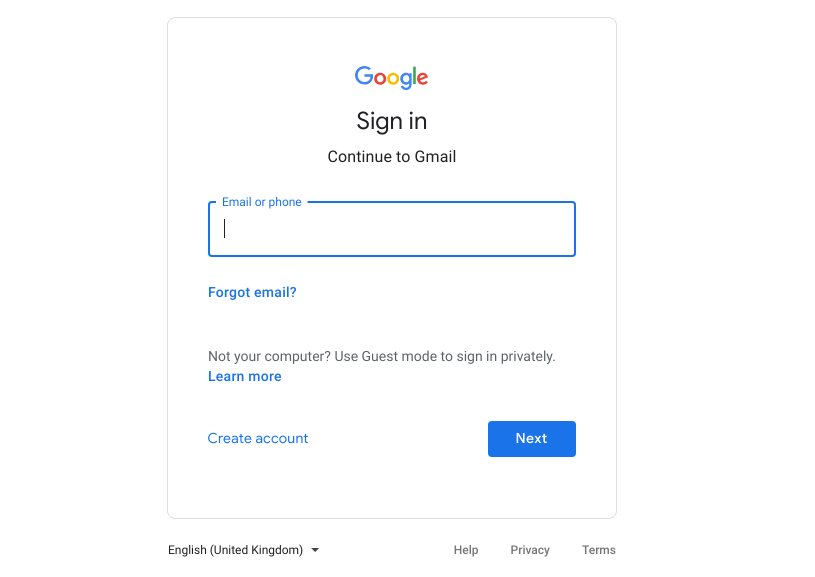 Google
Sign in
Continue to Gmail
Email or phone
Forgot email?
Not your computer? Use Guest mode to sign in privately.
Learn more
Create account
Next
English (United Kingdom)
Help
Privacy
Terms